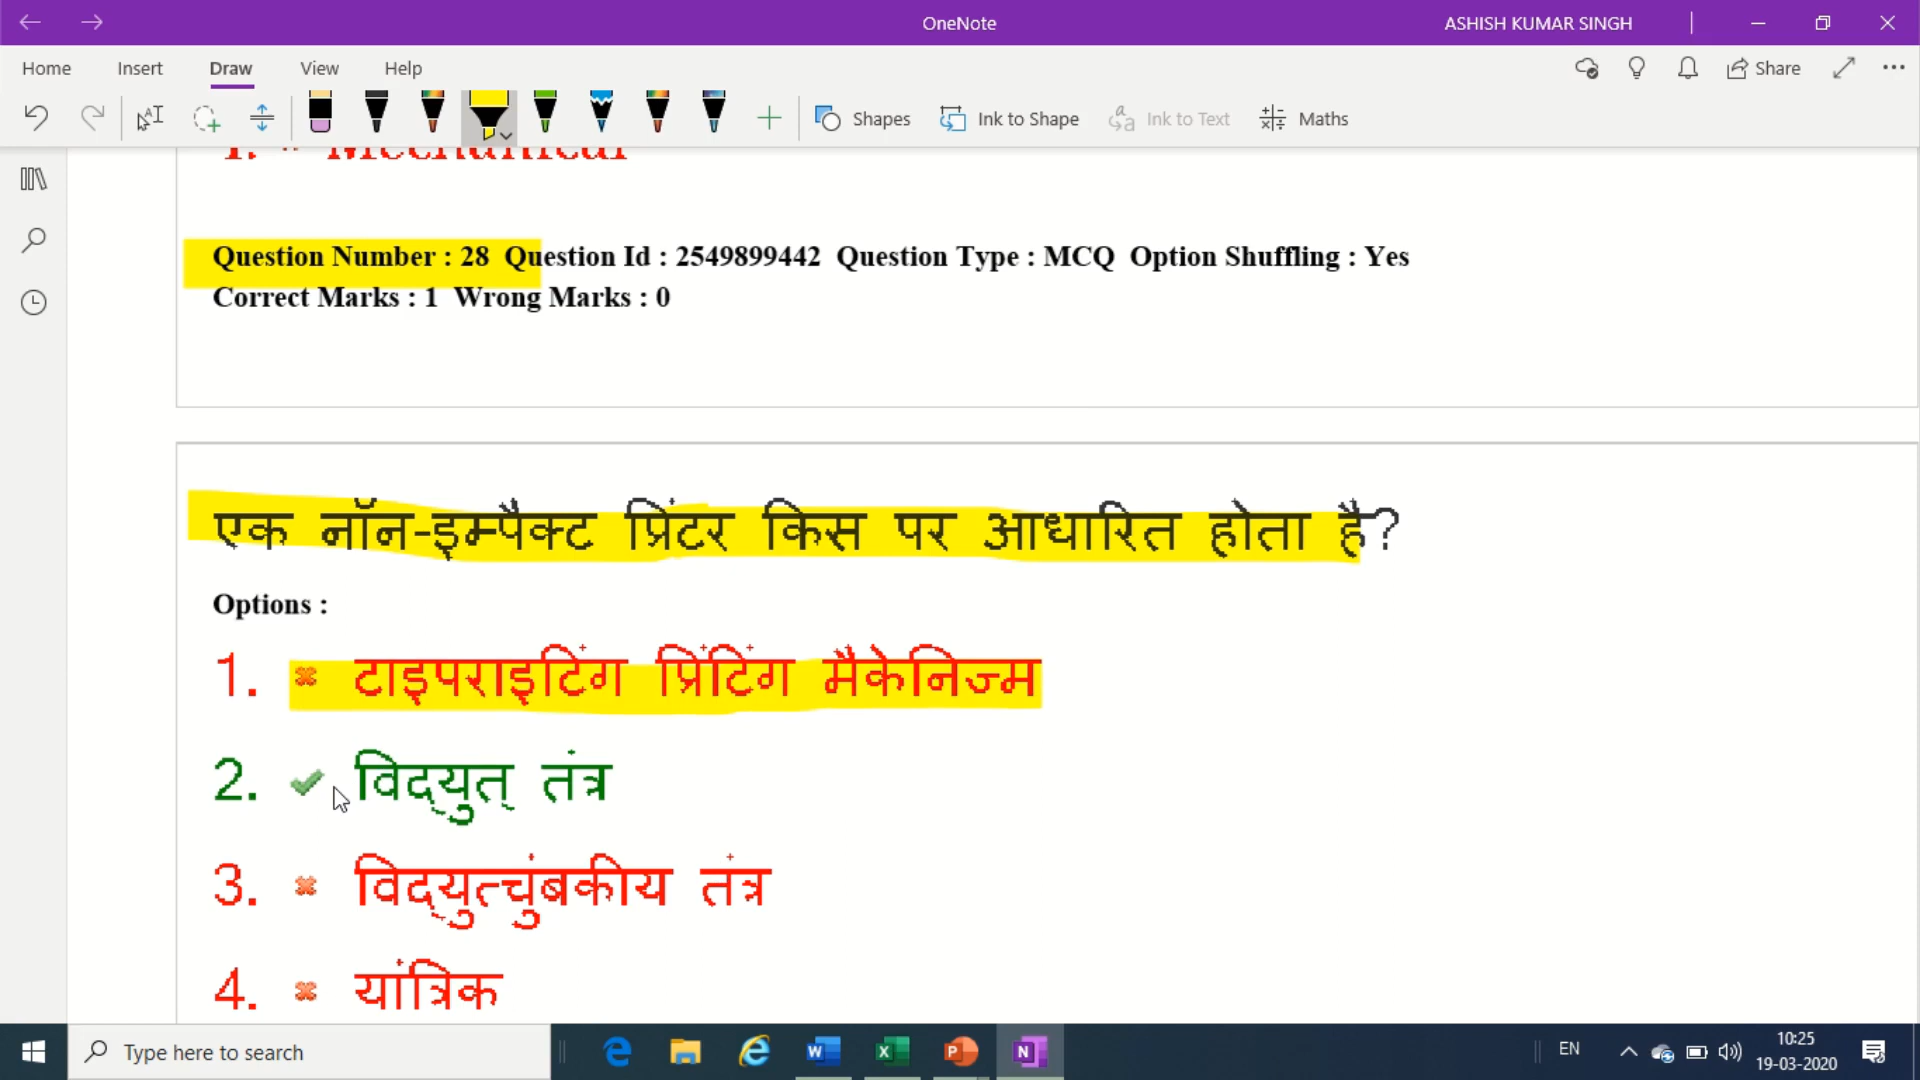 OneNote
ASHISH KUMAR SINGH
Home Insert Draw View Help
Share
Shapes Ink to Shape Ink to Text Maths
Mechanical
Question Number : 28 Question Id : 2549899442 Question Type : MCQ Option Shuffling : Yes
Correct Marks : 1 Wrong Marks : 0
एक नॉन-इम्पैक्ट प्रिंटर किस पर आधारित होता है?
Options :
1. टाइपराइटिंग प्रिंटिंग मैकेनिज्म
2. विद्युत् तंत्र
3. विद्युत्चुंबकीय तंत्र
4. यांत्रिक
Type here to search
EN
10:25
19-03-2020